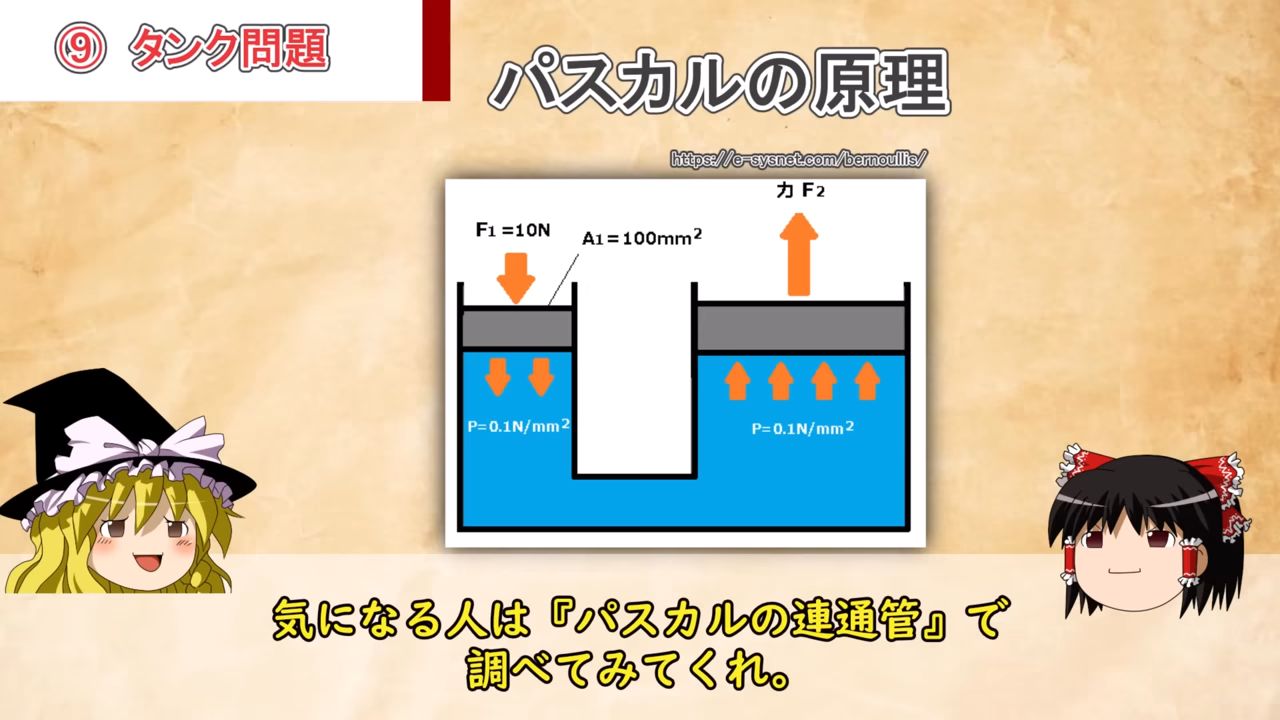 ⑨ タンク問題
パスカルの原理
https://e-sysnet.com/bernoullis/
力 F2
F1 =10N
A1=100mm²
P=0.1N/mm²
P=0.1N/mm²
気になる人は『パスカルの連通管』で
調べてみてくれ。